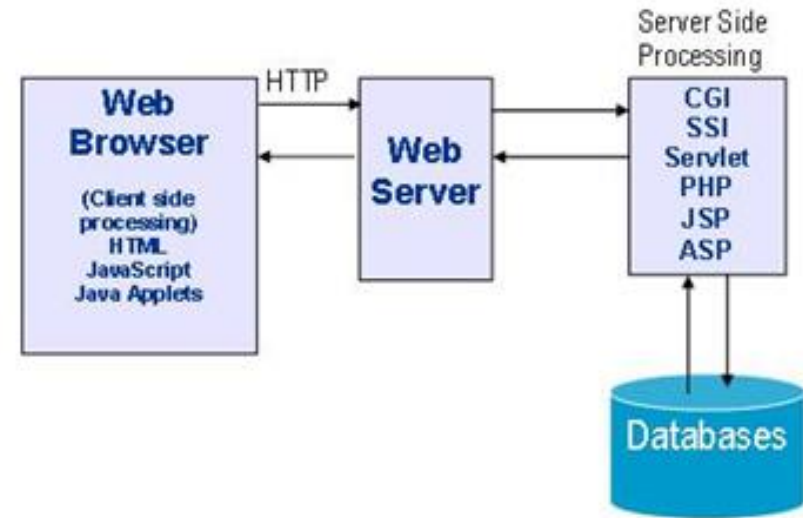 Server Side
Processing
HTTP
Web
Browser
(Client side
processing)
HTML
JavaScript
Java Applets
Web
Server
CGI
SSI
Servlet
PHP
JSP
ASP
Databases